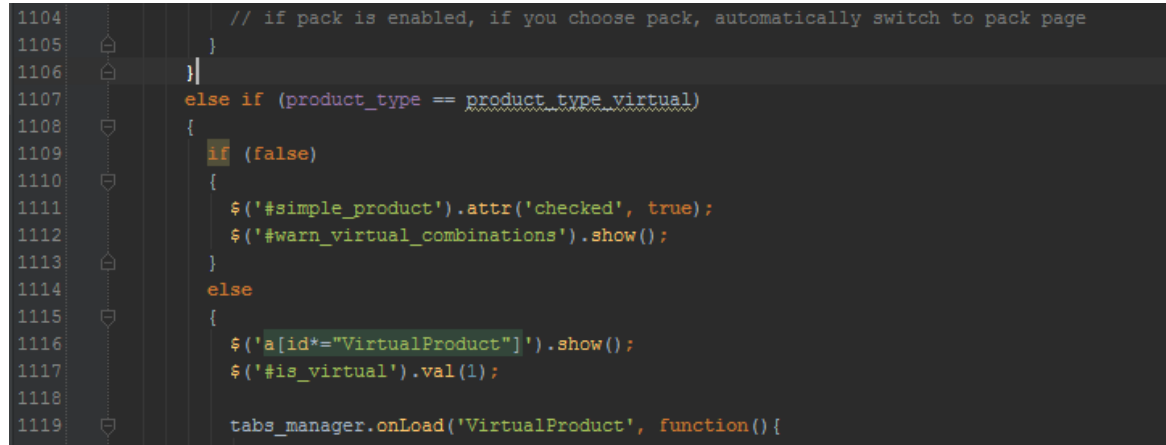 1104 // if pack is enabled, if you choose pack, automatically switch to pack page
1105 }
1106 }
1107 else if (product_type == product_type_virtual)
1108 {
1109 if (false)
1110 {
1111 $('#simple_product').attr('checked', true);
1112 $('#warn_virtual_combinations').show();
1113 }
1114 else
1115 {
1116 $('a[id*="VirtualProduct"]').show();
1117 $('#is_virtual').val(1);
1118
1119 tabs_manager.onLoad('VirtualProduct', function(){